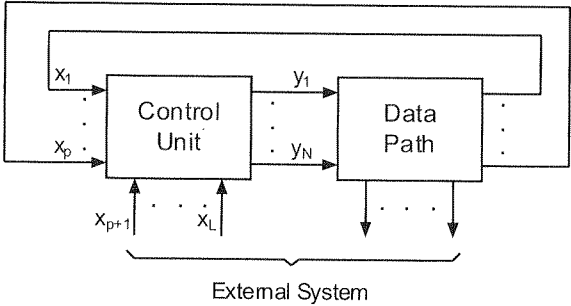 x1
y1
Control
Unit
Data
Path
xp
yN
xp+1
xL
External System